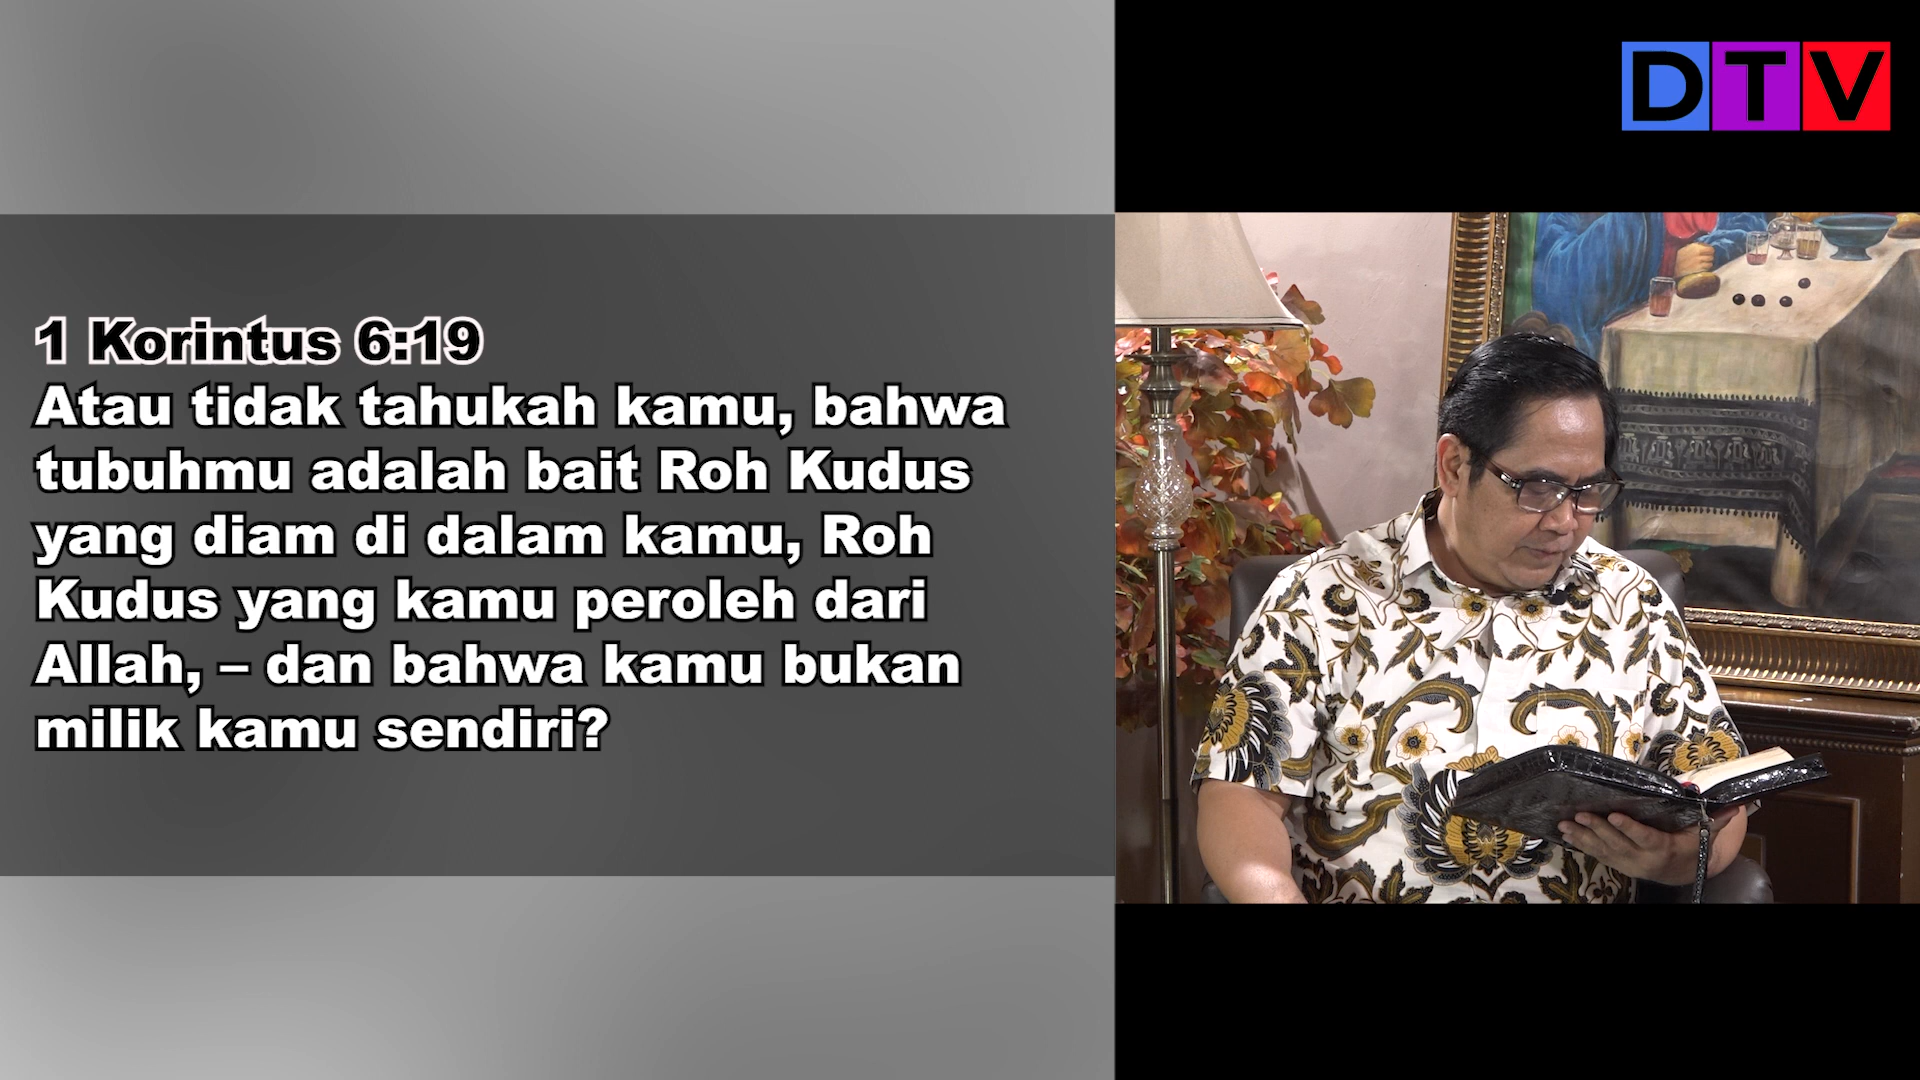 DTV
1 Korintus 6:19
Atau tidak tahukah kamu, bahwa
tubuhmu adalah bait Roh Kudus
yang diam di dalam kamu, Roh
Kudus yang kamu peroleh dari
Allah, – dan bahwa kamu bukan
milik kamu sendiri?